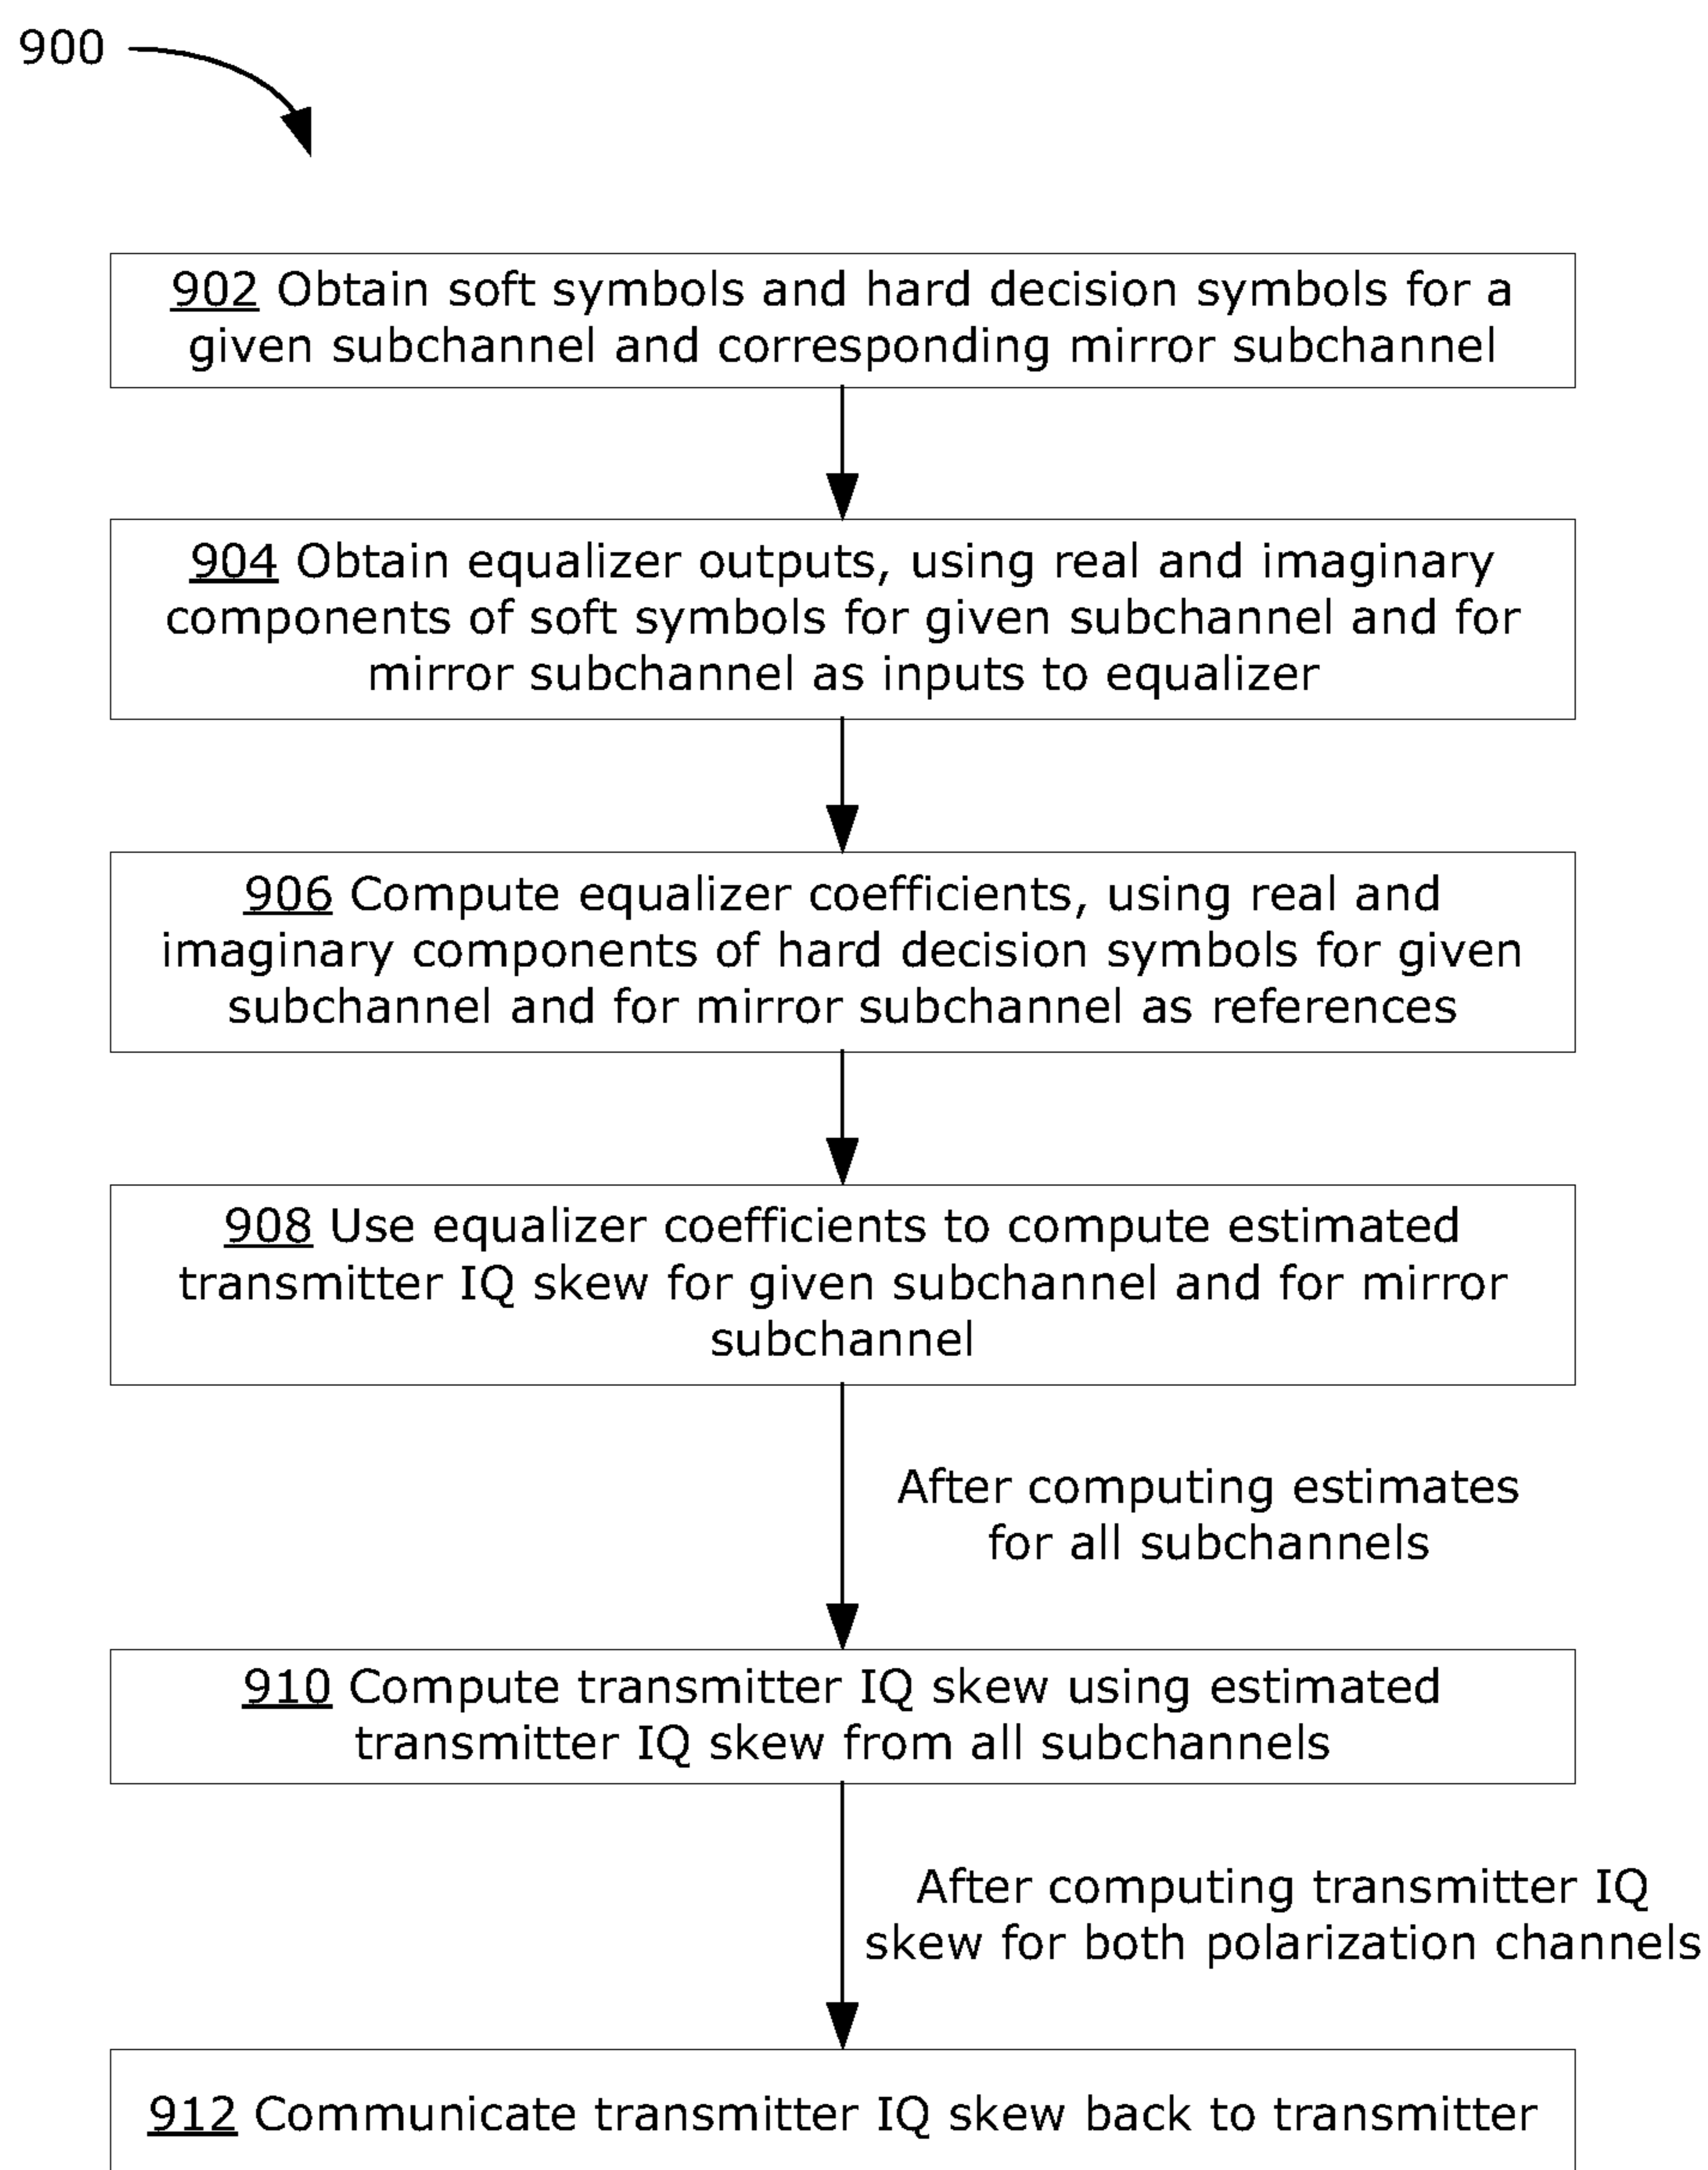 900
902 Obtain soft symbols and hard decision symbols for a
given subchannel and corresponding mirror subchannel
904 Obtain equalizer outputs, using real and imaginary
components of soft symbols for given subchannel and for
mirror subchannel as inputs to equalizer
906 Compute equalizer coefficients, using real and
imaginary components of hard decision symbols for given
subchannel and for mirror subchannel as references
908 Use equalizer coefficients to compute estimated
transmitter IQ skew for given subchannel and for mirror
subchannel
After computing estimates
for all subchannels
910 Compute transmitter IQ skew using estimated
transmitter IQ skew from all subchannels
After computing transmitter IQ
skew for both polarization channels
912 Communicate transmitter IQ skew back to transmitter